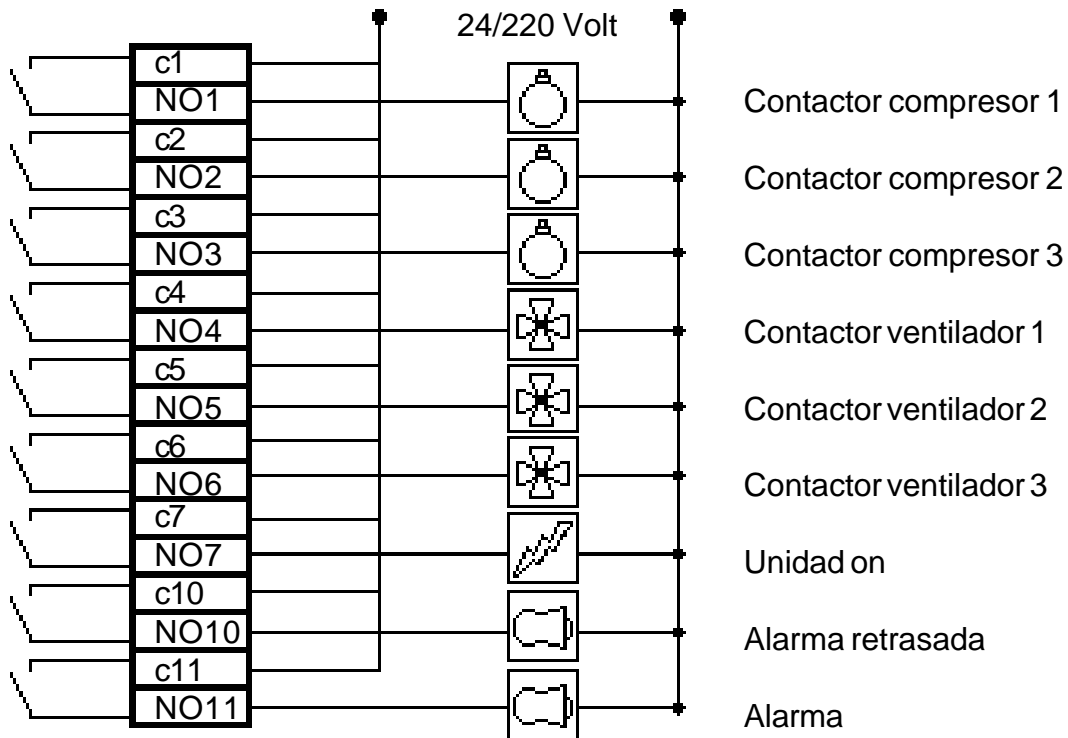 24/220 Volt
c1
NO1
Contactor compresor 1
c2
NO2
Contactor compresor 2
c3
NO3
Contactor compresor 3
c4
NO4
Contactor ventilador 1
c5
NO5
Contactor ventilador 2
c6
NO6
Contactor ventilador 3
c7
NO7
Unidad on
c10
NO10
Alarma retrasada
c11
NO11
Alarma